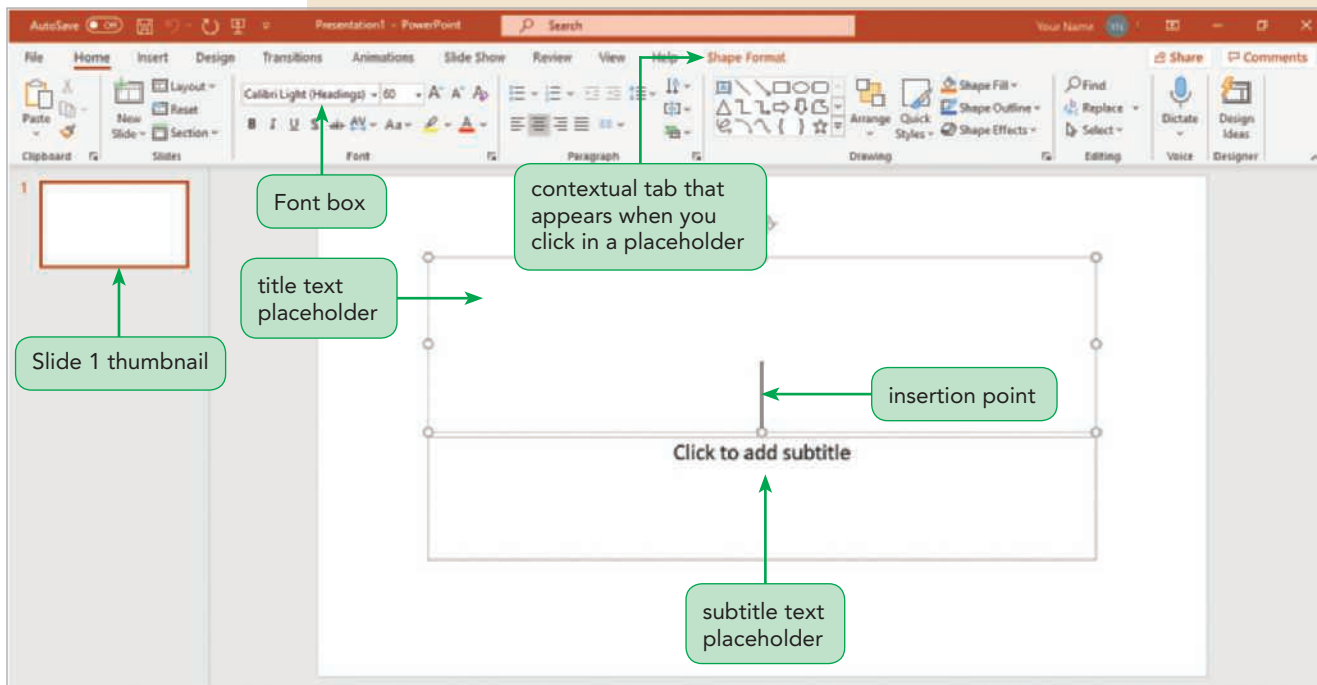 AutoSave Off Presentation1 - PowerPoint Search Your Name YN
File Home Insert Design Transitions Animations Slide Show Review View Help Shape Format Share Comments
Paste
New
Slide
Layout
Reset
Section
Calibri Light (Headings) 60
B I U S ab AV Aa A
Arrange
Quick
Styles
Shape Fill
Shape Outline
Shape Effects
Find
Replace
Select
Dictate
Design
Ideas
Clipboard Slides Font Paragraph Drawing Editing Voice Designer
1
Font box
contextual tab that
appears when you
click in a placeholder
title text
placeholder
Slide 1 thumbnail
insertion point
Click to add subtitle
subtitle text
placeholder